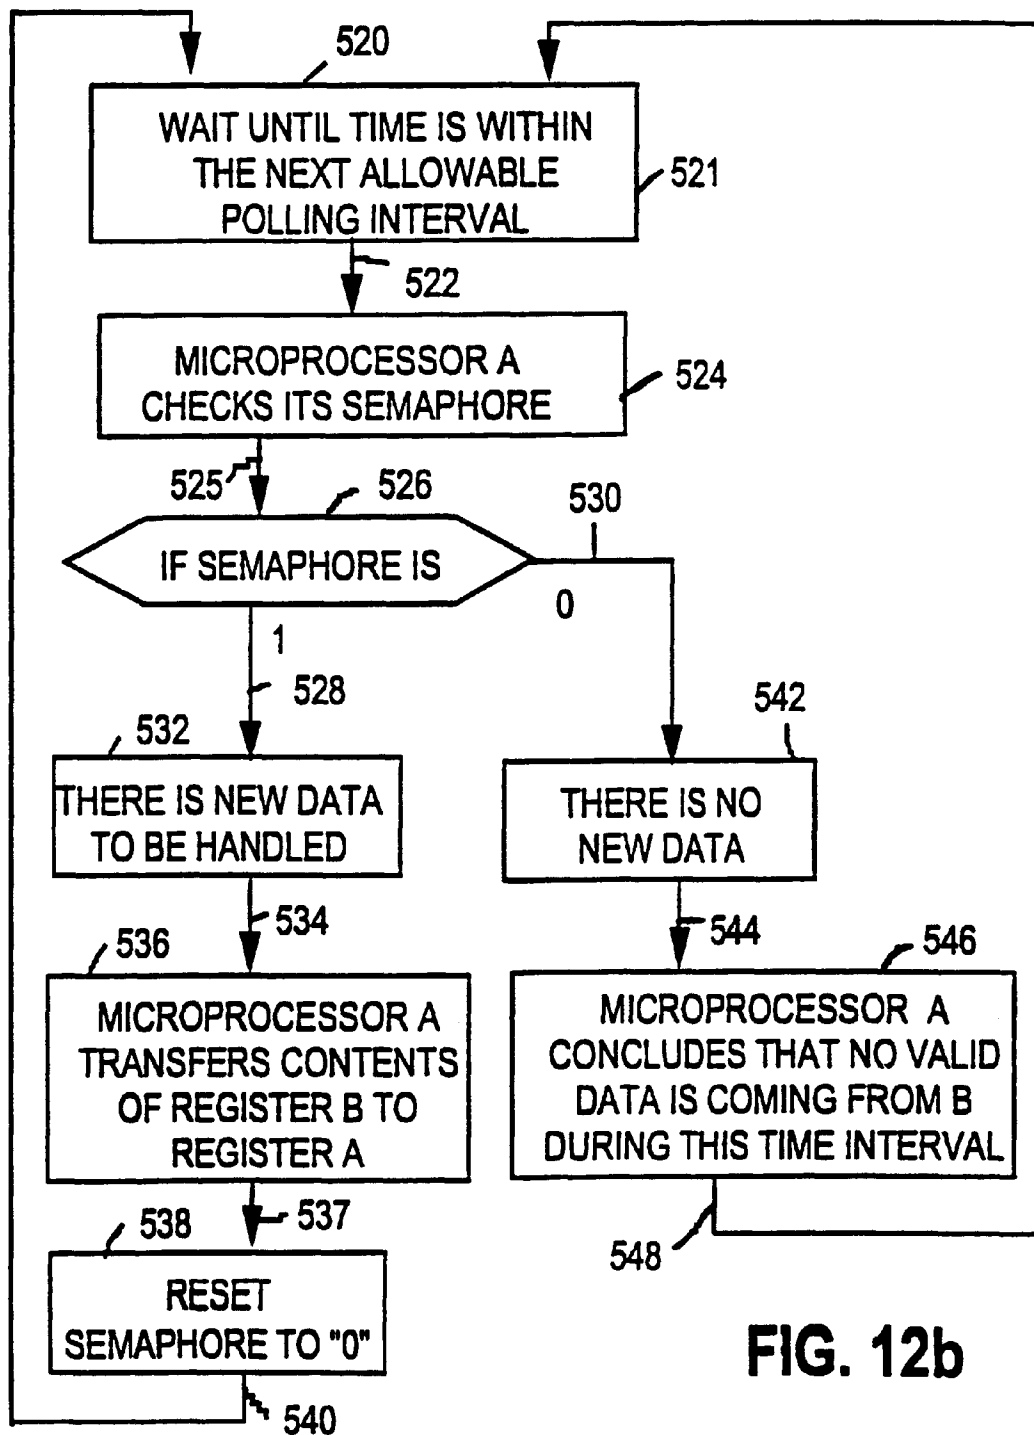 520
WAIT UNTIL TIME IS WITHIN
THE NEXT ALLOWABLE
POLLING INTERVAL
521
522
MICROPROCESSOR A
CHECKS ITS SEMAPHORE
524
525
526
530
IF SEMAPHORE IS
0
1
528
532
THERE IS NEW DATA
TO BE HANDLED
534
536
MICROPROCESSOR A
TRANSFERS CONTENTS
OF REGISTER B TO
REGISTER A
537
538
RESET
SEMAPHORE TO "0"
540
542
THERE IS NO
NEW DATA
544
546
MICROPROCESSOR A
CONCLUDES THAT NO VALID
DATA IS COMING FROM B
DURING THIS TIME INTERVAL
548
FIG. 12b